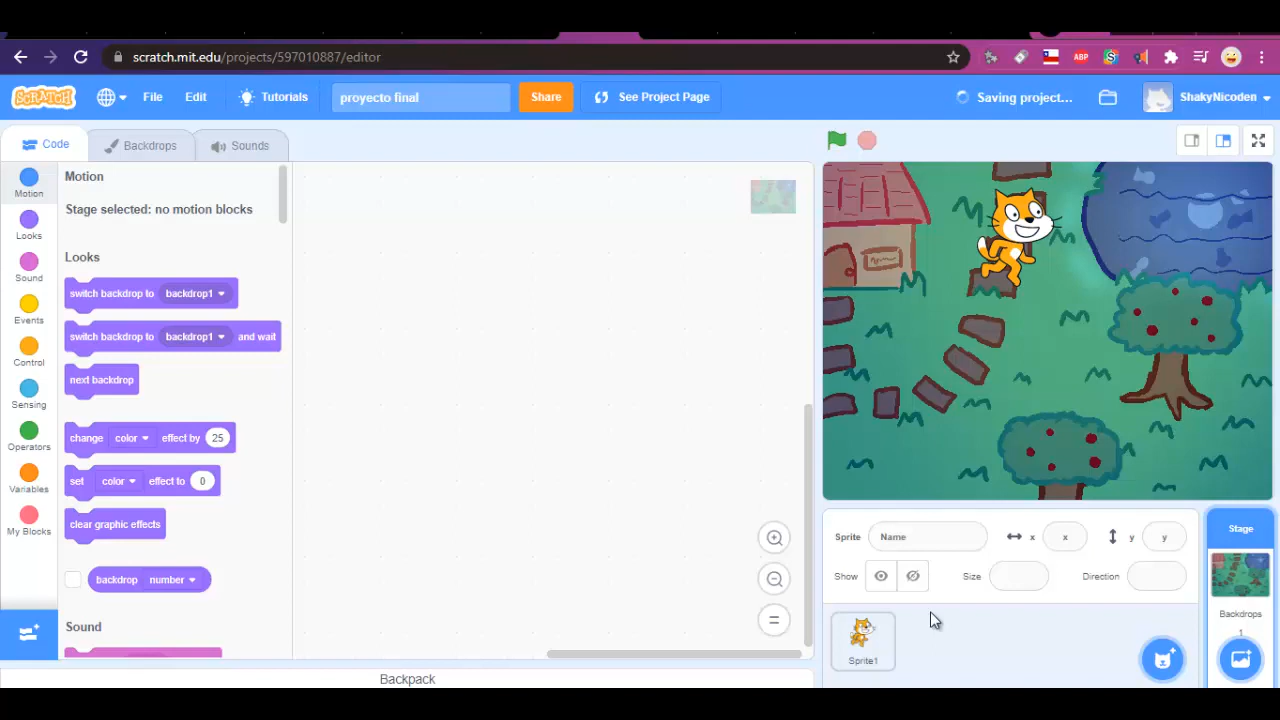 scratch.mit.edu/projects/597010887/editor
ABP
S
SCRATCH
File
Edit
Tutorials
proyecto final
Share
See Project Page
Saving project...
ShakyNicoden
Code
Backdrops
Sounds
Motion
Looks
Sound
Events
Control
Sensing
Operators
Variables
My Blocks
Motion
Stage selected: no motion blocks
Looks
switch backdrop to backdrop1
switch backdrop to backdrop1 and wait
next backdrop
change color effect by 25
set color effect to 0
clear graphic effects
backdrop number
Sound
Backpack
Sprite Name x x y y
Show Size Direction
Sprite1
Stage
Backdrops
1